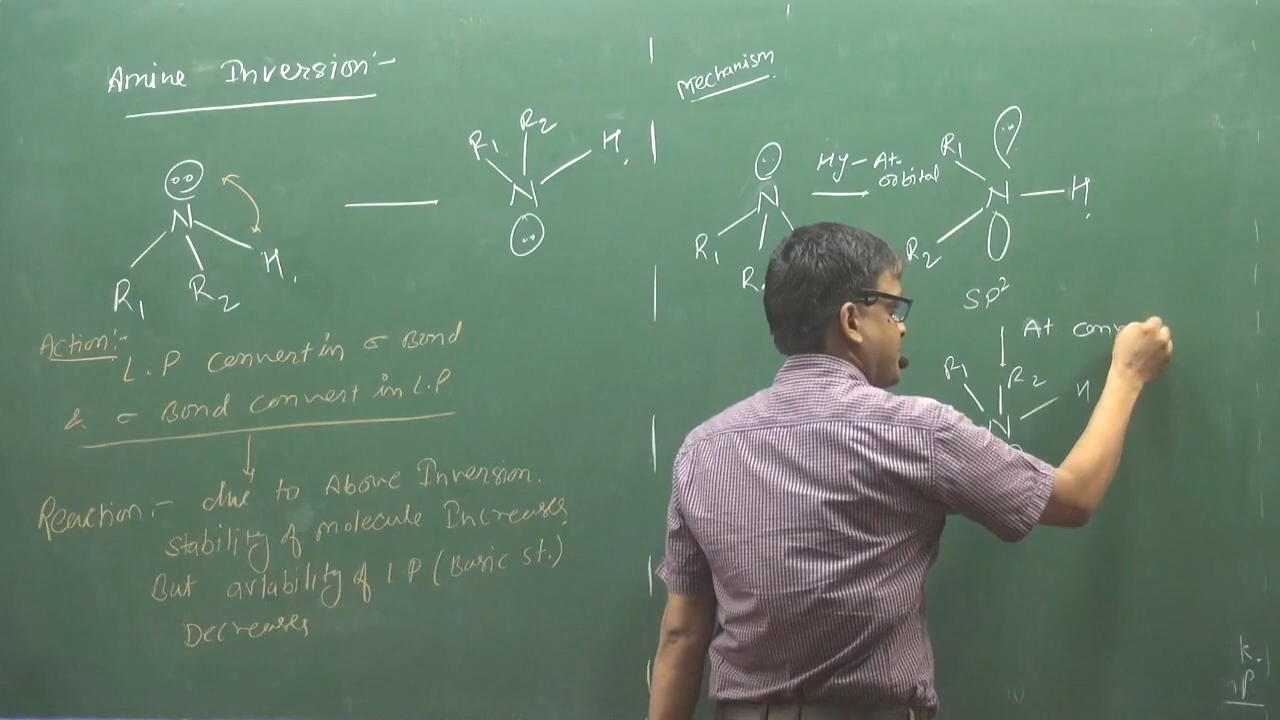 Amine Inversion:-
R2
R1 H.
N
N
H.
R1 R2
Action:-
L.P convert in σ Bond
& σ Bond convert in L.P
Reaction:- due to Above Inversion.
stability of molecule Increases.
But avlability of L.P (Basic st.)
Decreases
Mechanism
N
R1
R
Hy- At.
orbital
R1
N H.
R2
SP2
At conv
R1 R2 H
N
k.
P